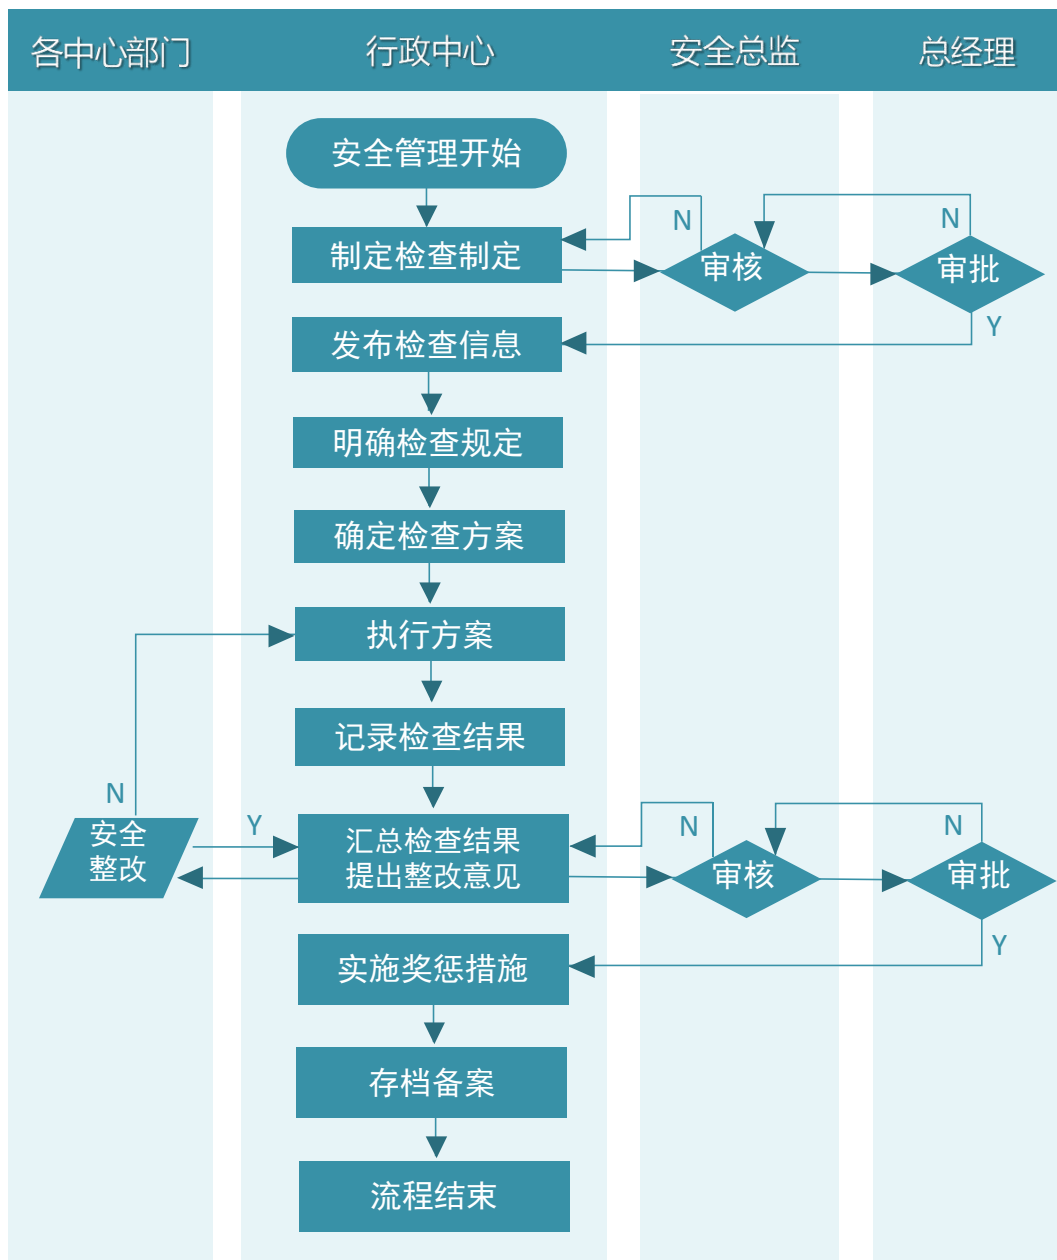 各中心部门
行政中心
安全总监
总经理
安全管理开始
制定检查制定
N
审核
N
审批
Y
发布检查信息
明确检查规定
确定检查方案
执行方案
记录检查结果
N
安全
整改
Y
汇总检查结果
提出整改意见
N
审核
N
审批
Y
实施奖惩措施
存档备案
流程结束